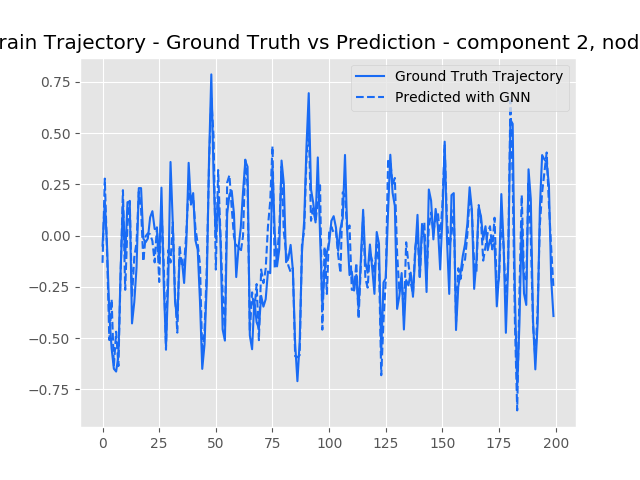 rain Trajectory - Ground Truth vs Prediction - component 2, nod
Ground Truth Trajectory
Predicted with GNN
0.75
0.50
0.25
0.00
−0.25
−0.50
−0.75
0 25 50 75 100 125 150 175 200